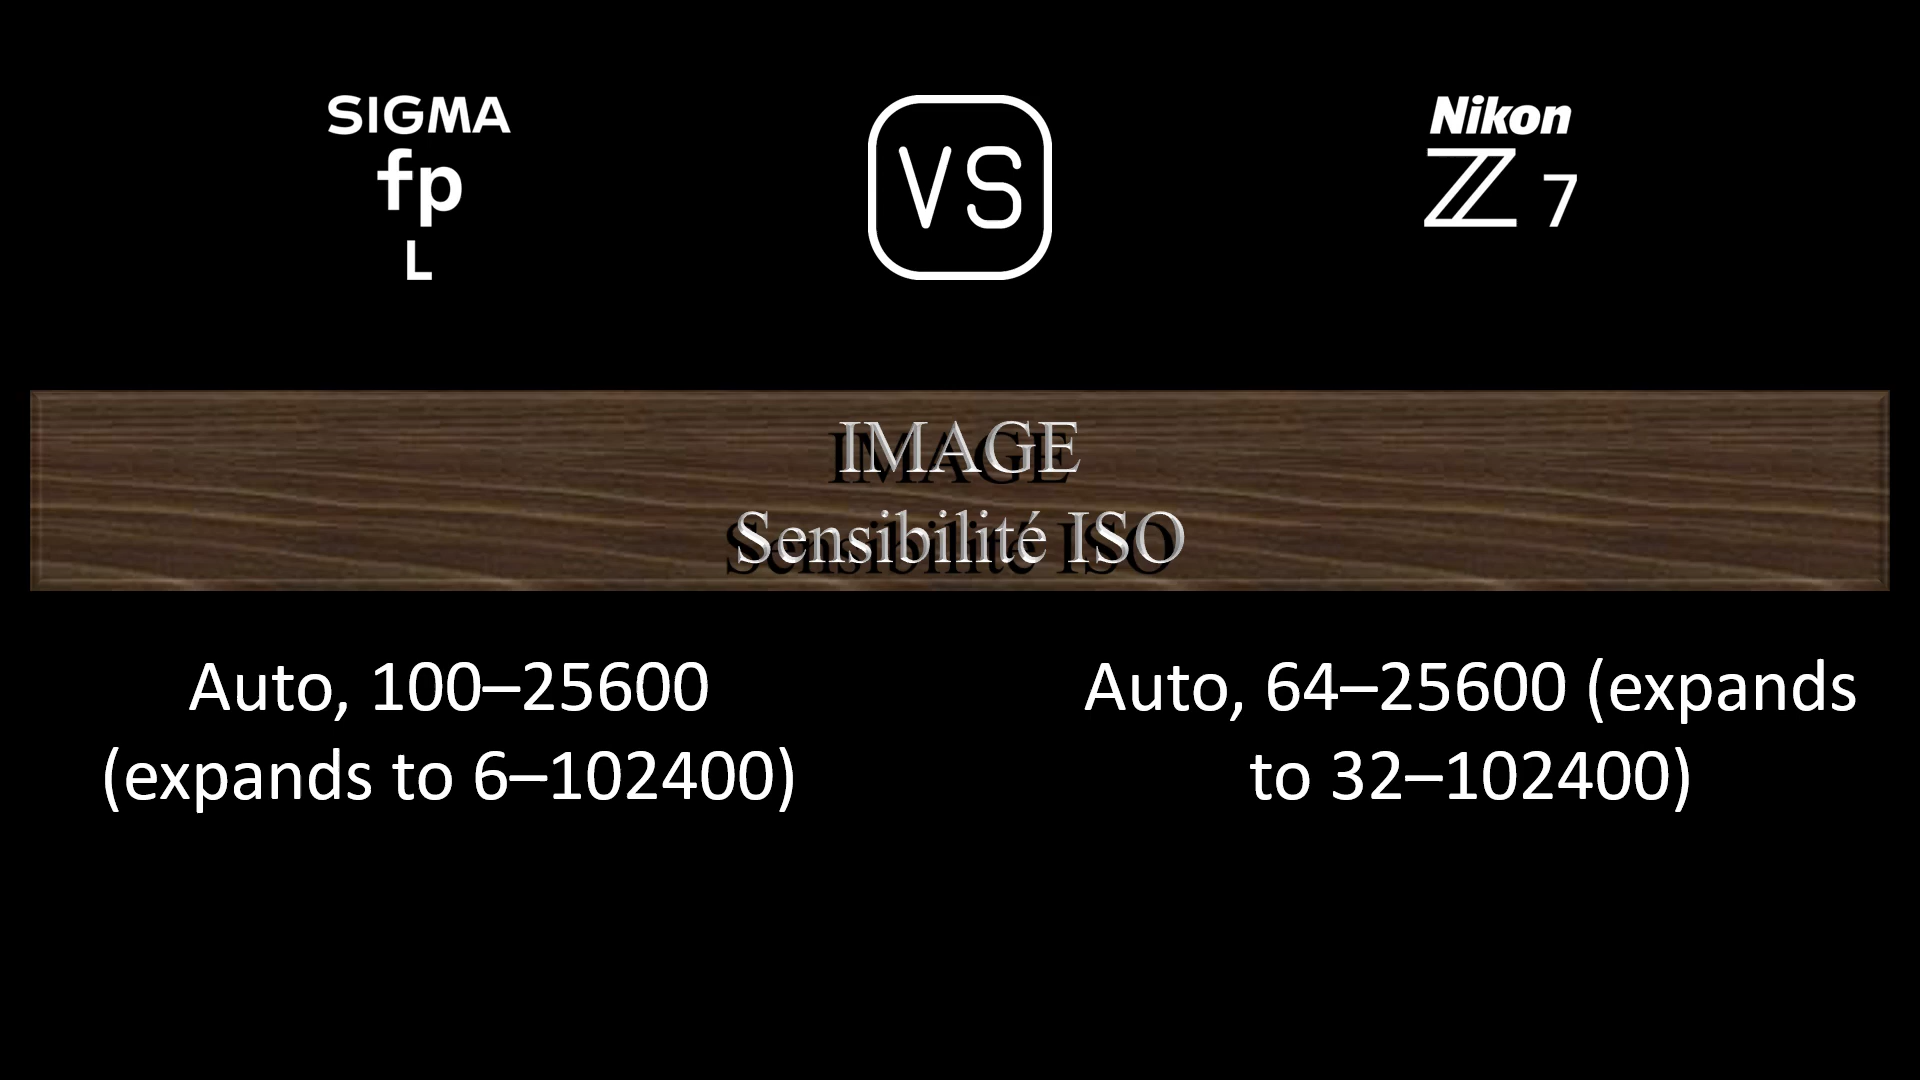 SIGMA
fp
L
VS
Nikon
Z 7
IMAGE
Sensibilité ISO
Auto, 100–25600
(expands to 6–102400)
Auto, 64–25600 (expands
to 32–102400)